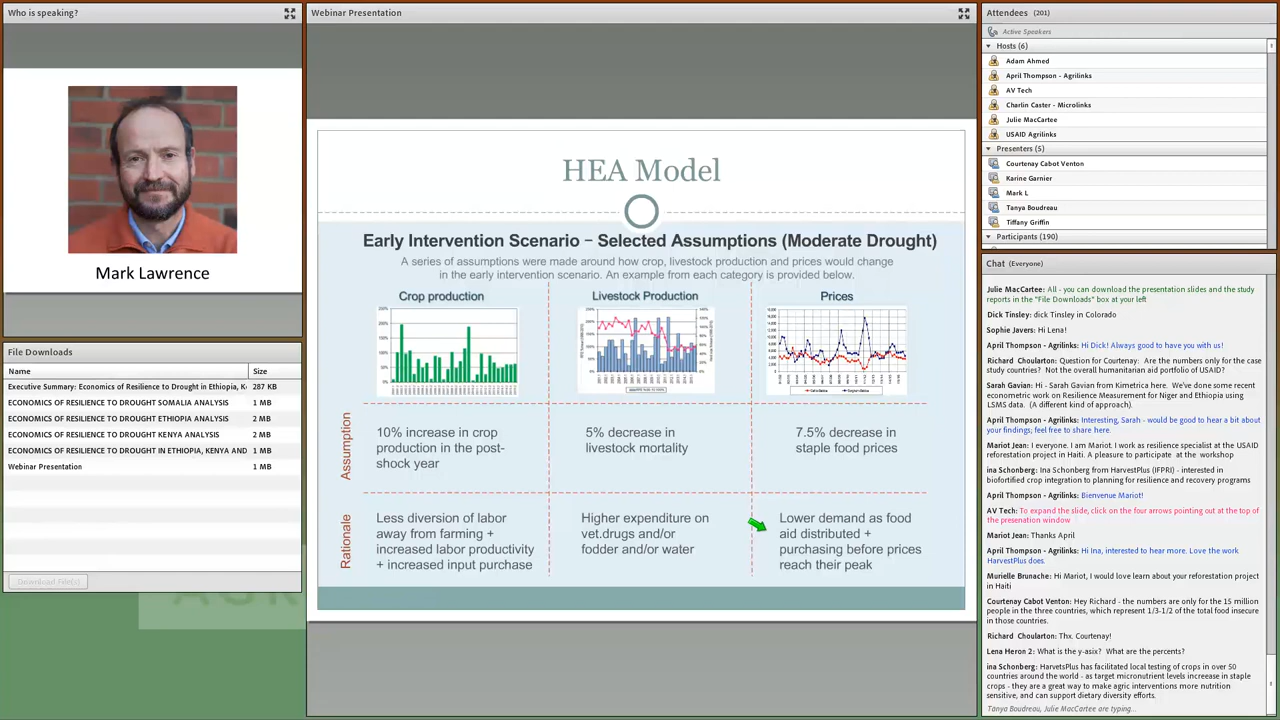 Who is speaking?
Mark Lawrence
File Downloads
Name Size
Executive Summary: Economics of Resilience to Drought in Ethiopia, K 287 KB
ECONOMICS OF RESILIENCE TO DROUGHT SOMALIA ANALYSIS 1 MB
ECONOMICS OF RESILIENCE TO DROUGHT ETHIOPIA ANALYSIS 2 MB
ECONOMICS OF RESILIENCE TO DROUGHT KENYA ANALYSIS 2 MB
ECONOMICS OF RESILIENCE TO DROUGHT IN ETHIOPIA, KENYA AND 1 MB
Webinar Presentation 1 MB
Download File(s)
Webinar Presentation
HEA Model
Early Intervention Scenario – Selected Assumptions (Moderate Drought)
A series of assumptions were made around how crop, livestock production and prices would change
in the early intervention scenario. An example from each category is provided below.
Crop production Livestock Production Prices
Assumption
10% increase in crop
production in the post-
shock year
5% decrease in
livestock mortality
7.5% decrease in
staple food prices
Rationale
Less diversion of labor
away from farming +
increased labor productivity
+ increased input purchase
Higher expenditure on
vet.drugs and/or
fodder and/or water
Lower demand as food
aid distributed +
purchasing before prices
reach their peak
Attendees (201)
Active Speakers
Hosts (6)
Adam Ahmed
April Thompson - Agrilinks
AV Tech
Charlin Caster - Microlinks
Julie MacCartee
USAID Agrilinks
Presenters (5)
Courtenay Cabot Venton
Karine Garnier
Mark L
Tanya Boudreau
Tiffany Griffin
Participants (190)
Chat (Everyone)
Julie MacCartee: All - you can download the presentation slides and the study
reports in the "File Downloads" box at your left
Dick Tinsley: dick Tinsley in Colorado
Sophie Javers: Hi Lena!
April Thompson - Agrilinks: Hi Dick! Always good to have you with us!
Richard Choularton: Question for Courtenay: Are the numbers only for the case
study countries? Not the overall humanitarian aid portfolio of USAID?
Sarah Gavian: Hi - Sarah Gavian from Kimetrica here. We've done some recent
econometric work on Resilience Measurement for Niger and Ethiopia using
LSMS data. (A different kind of approach).
April Thompson - Agrilinks: Interesting, Sarah - would be good to hear a bit about
your findings; feel free to share here.
Mariot Jean: I everyone. I am Mariot. I work as resilience specialist at the USAID
reforestation project in Haiti. A pleasure to participate at the workshop
ina Schonberg: Ina Schonberg from HarvestPlus (IFPRI) - interested in
biofortified crop integration to planning for resilience and recovery programs
April Thompson - Agrilinks: Bienvenue Mariot!
AV Tech: To expand the slide, click on the four arrows pointing out at the top of
the presenation window
Mariot Jean: Thanks April
April Thompson - Agrilinks: Hi Ina, interested to hear more. Love the work
HarvestPlus does.
Murielle Brunache: Hi Mariot, I would love learn about your reforestation project
in Haiti
Courtenay Cabot Venton: Hey Richard - the numbers are only for the 15 million
people in the three countries, which represent 1/3-1/2 of the total food insecure
in those countries.
Richard Choularton: Thx. Courtenay!
Lena Heron 2: What is the y-asix? What are the percents?
ina Schonberg: HarvetsPlus has facilitated local testing of crops in over 50
countries around the world - as target micronutrient levels increease in staple
crops - they are a great way to make agric interventions more nutrition
sensitive, and can support dietary diversity efforts.
Tanya Boudreau, Julie MacCartee are typing...